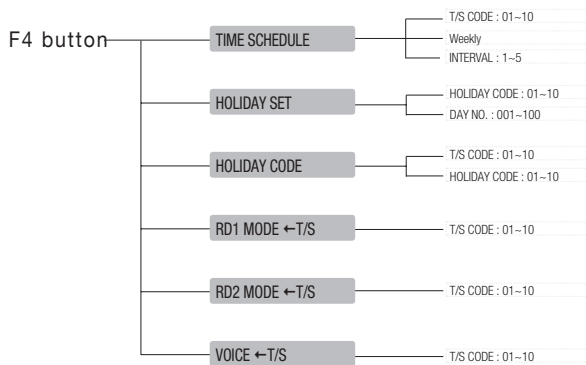 F4 button
TIME SCHEDULE
T/S CODE : 01~10
Weekly
INTERVAL : 1~5
HOLIDAY SET
HOLIDAY CODE : 01~10
DAY NO. : 001~100
HOLIDAY CODE
T/S CODE : 01~10
HOLIDAY CODE : 01~10
RD1 MODE ←T/S
T/S CODE : 01~10
RD2 MODE ←T/S
T/S CODE : 01~10
VOICE ←T/S
T/S CODE : 01~10